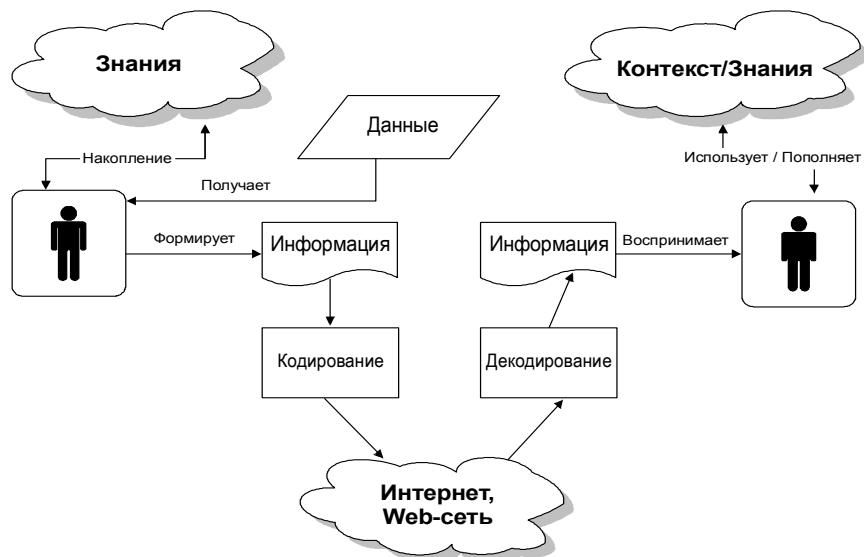 Знания
Контекст/Знания
Данные
Накопление
Использует / Пополняет
Получает
Формирует
Информация
Информация
Воспринимает
Кодирование
Декодирование
Интернет,
Web-сеть